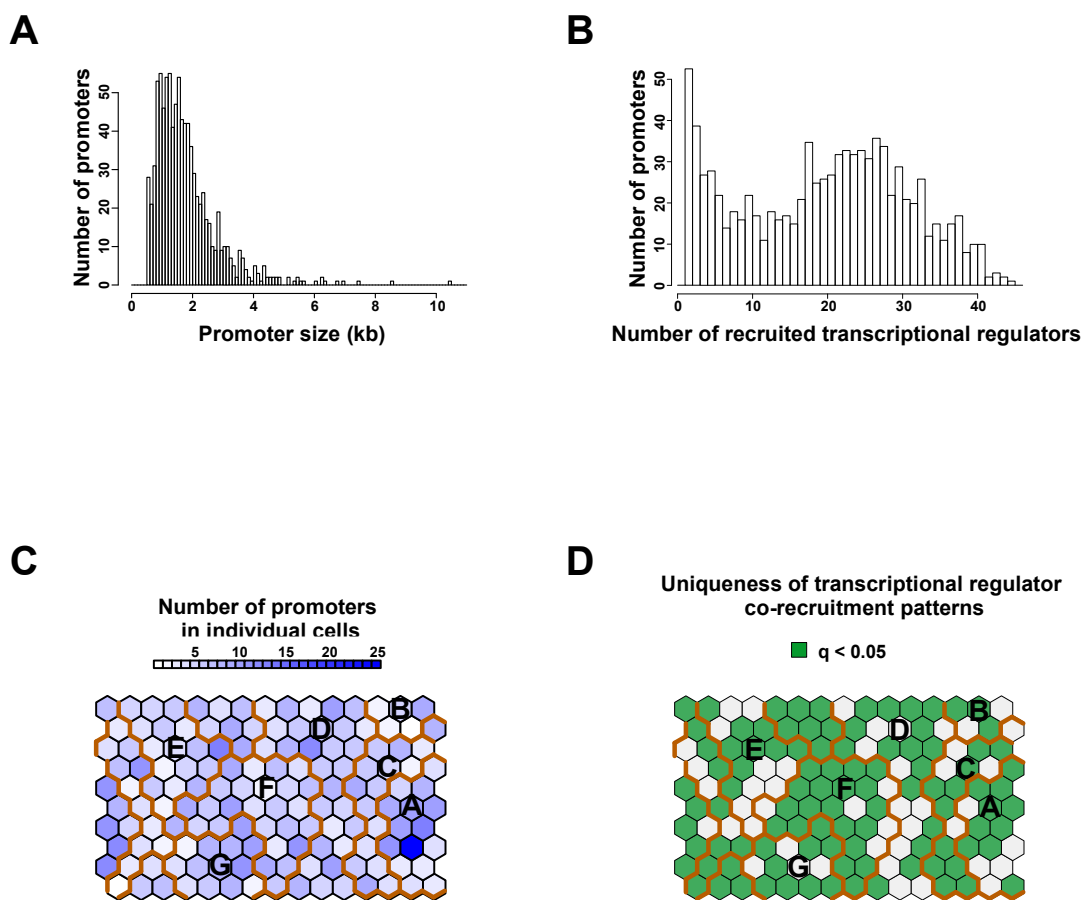 A
Number of promoters
0 10 20 30 40 50
0 2 4 6 8 10
Promoter size (kb)
B
Number of promoters
0 10 20 30 40 50
0 10 20 30 40
Number of recruited transcriptional regulators
C
Number of promoters
in individual cells
5 10 15 20 25
B
D
E
C
F
A
G
D
Uniqueness of transcriptional regulator
co-recruitment patterns
q < 0.05
B
D
E
C
F
A
G